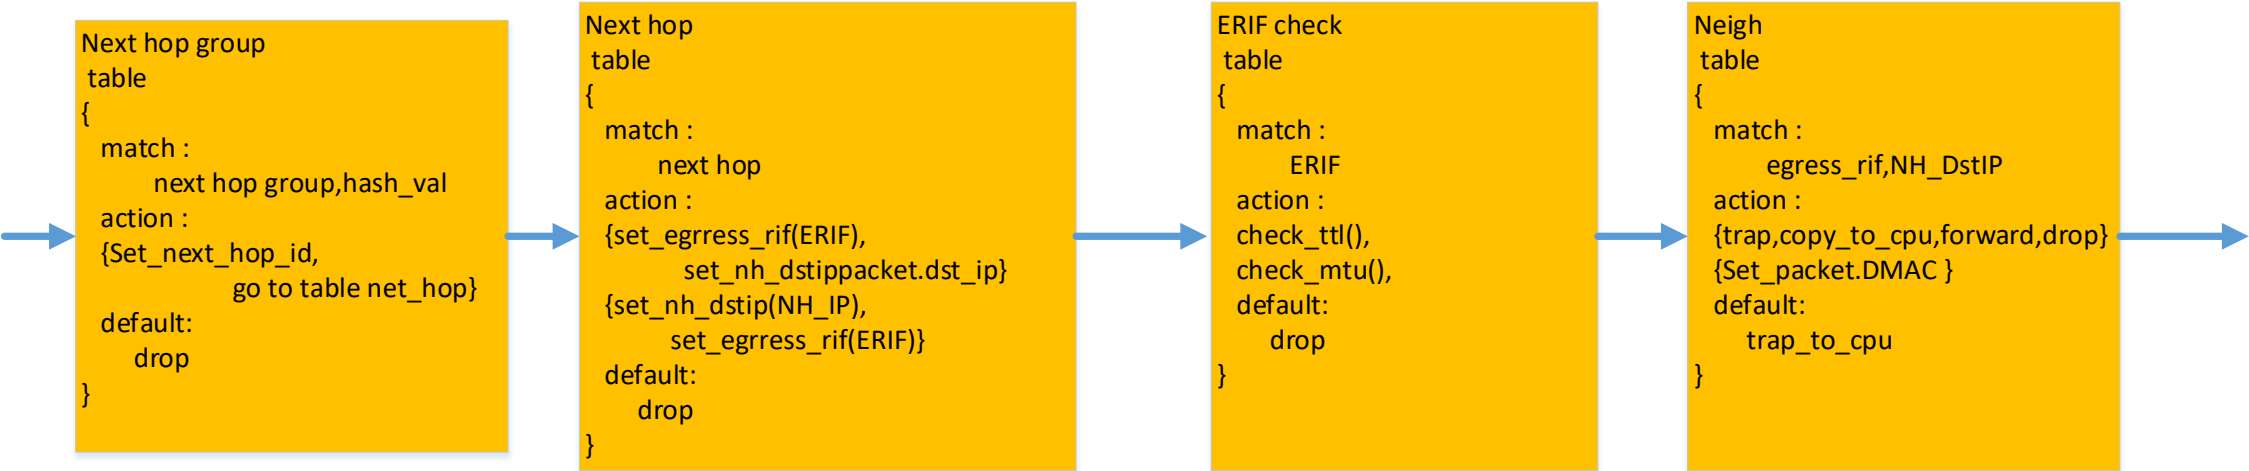 Next hop group
table
{
match :
next hop group,hash_val
action :
{Set_next_hop_id,
go to table net_hop}
default:
drop
}
Next hop
table
{
match :
next hop
action :
{set_egrress_rif(ERIF),
set_nh_dstippacket.dst_ip}
{set_nh_dstip(NH_IP),
set_egrress_rif(ERIF)}
default:
drop
}
ERIF check
table
{
match :
ERIF
action :
check_ttl(),
check_mtu(),
default:
drop
}
Neigh
table
{
match :
egress_rif,NH_DstIP
action :
{trap,copy_to_cpu,forward,drop}
{Set_packet.DMAC }
default:
trap_to_cpu
}